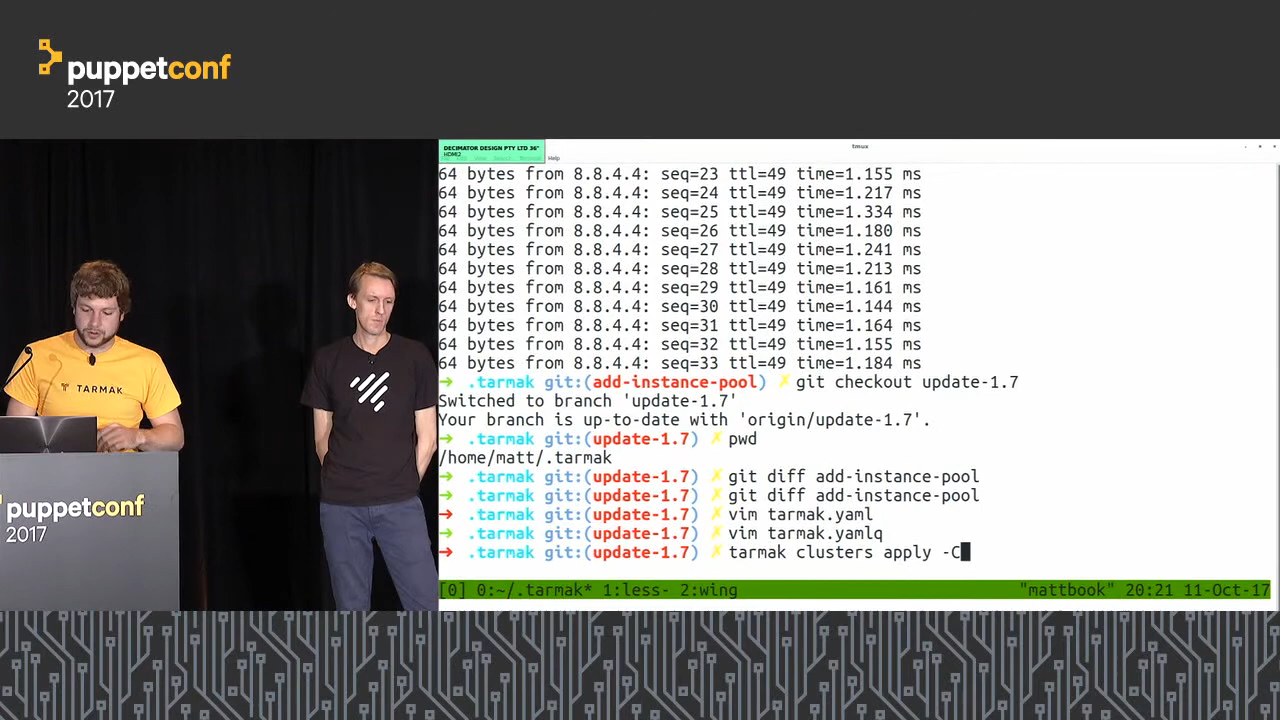 puppetconf
2017
DECIMATOR DESIGN PTY LTD 36"
HDMI2
Help
tmux
64 bytes from 8.8.4.4: seq=23 ttl=49 time=1.155 ms
64 bytes from 8.8.4.4: seq=24 ttl=49 time=1.217 ms
64 bytes from 8.8.4.4: seq=25 ttl=49 time=1.334 ms
64 bytes from 8.8.4.4: seq=26 ttl=49 time=1.180 ms
64 bytes from 8.8.4.4: seq=27 ttl=49 time=1.241 ms
64 bytes from 8.8.4.4: seq=28 ttl=49 time=1.213 ms
64 bytes from 8.8.4.4: seq=29 ttl=49 time=1.161 ms
64 bytes from 8.8.4.4: seq=30 ttl=49 time=1.144 ms
64 bytes from 8.8.4.4: seq=31 ttl=49 time=1.164 ms
64 bytes from 8.8.4.4: seq=32 ttl=49 time=1.155 ms
64 bytes from 8.8.4.4: seq=33 ttl=49 time=1.184 ms
➜ .tarmak git:(add-instance-pool) ✗ git checkout update-1.7
Switched to branch 'update-1.7'
Your branch is up-to-date with 'origin/update-1.7'.
➜ .tarmak git:(update-1.7) ✗ pwd
/home/matt/.tarmak
➜ .tarmak git:(update-1.7) ✗ git diff add-instance-pool
➜ .tarmak git:(update-1.7) ✗ git diff add-instance-pool
➜ .tarmak git:(update-1.7) ✗ vim tarmak.yaml
➜ .tarmak git:(update-1.7) ✗ vim tarmak.yamlq
➜ .tarmak git:(update-1.7) ✗ tarmak clusters apply -C
[0] 0:~/.tarmak* 1:less- 2:wing "mattbook" 20:21 11-Oct-17
TARMAK
puppetconf
2017